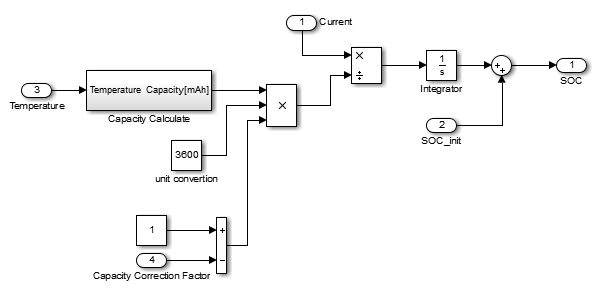 1
Current
×
÷
1
s
Integrator
+
+
1
SOC
3
Temperature
Temperature Capacity[mAh]
Capacity Calculate
×
2
SOC_init
3600
unit convertion
1
+
4
−
Capacity Correction Factor